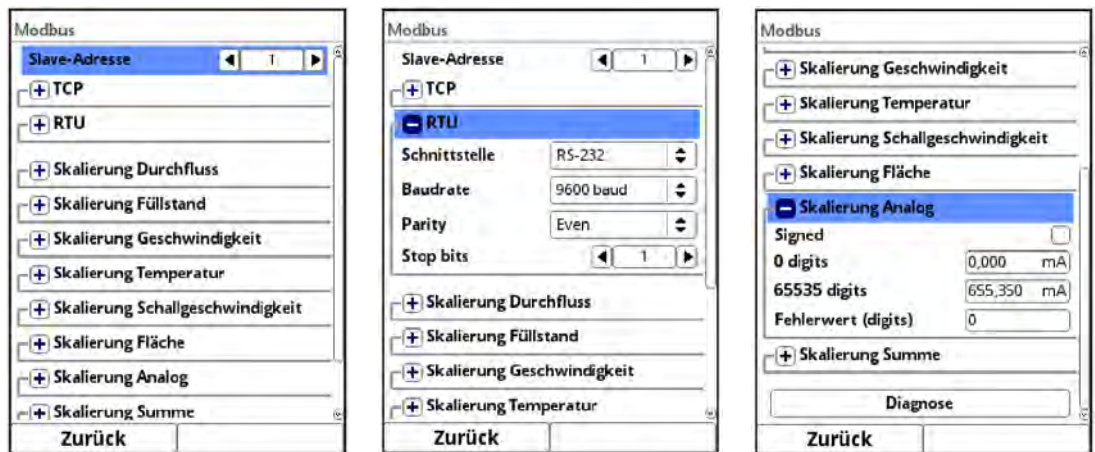 Modbus
Slave-Adresse 1
TCP
RTU
Skalierung Durchfluss
Skalierung Füllstand
Skalierung Geschwindigkeit
Skalierung Temperatur
Skalierung Schallgeschwindigkeit
Skalierung Fläche
Skalierung Analog
Skalierung Summe
Zurück
Modbus
Slave-Adresse 1
TCP
RTU
Schnittstelle RS-232
Baudrate 9600 baud
Parity Even
Stop bits 1
Skalierung Durchfluss
Skalierung Füllstand
Skalierung Geschwindigkeit
Skalierung Temperatur
Zurück
Modbus
Skalierung Geschwindigkeit
Skalierung Temperatur
Skalierung Schallgeschwindigkeit
Skalierung Fläche
Skalierung Analog
Signed
0 digits 0,000 mA
65535 digits 655,350 mA
Fehlerwert (digits) 0
Skalierung Summe
Diagnose
Zurück